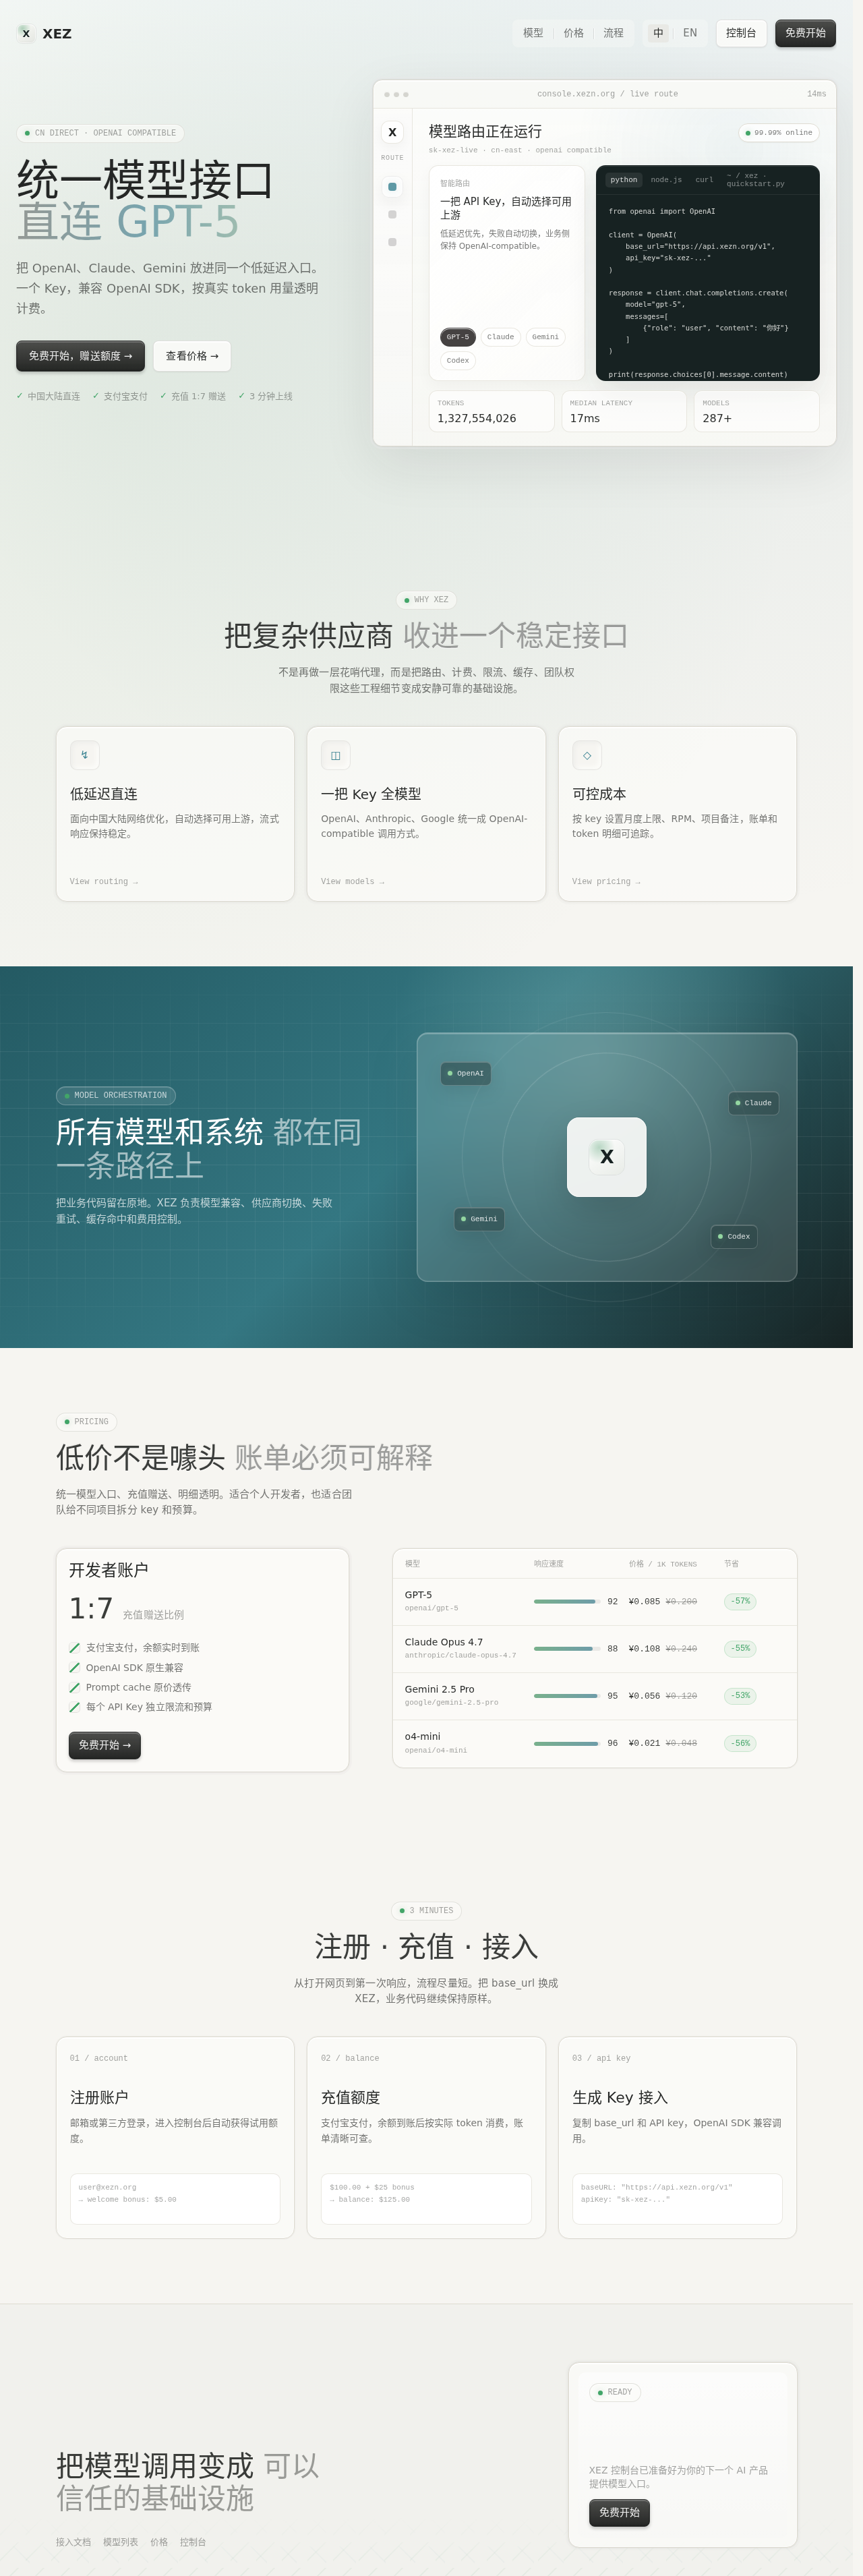 X XEZ
模型 价格 流程 中 EN 控制台 免费开始
CN DIRECT · OPENAI COMPATIBLE
统一模型接口
直连 GPT-5
把 OpenAI、Claude、Gemini 放进同一个低延迟入口。
一个 Key，兼容 OpenAI SDK，按真实 token 用量透明
计费。
免费开始，赠送额度 → 查看价格 →
✓ 中国大陆直连 ✓ 支付宝支付 ✓ 充值 1:7 赠送 ✓ 3 分钟上线
console.xezn.org / live route 14ms
X
ROUTE
模型路由正在运行
sk-xez-live · cn-east · openai compatible
99.99% online
智能路由
一把 API Key，自动选择可用
上游
低延迟优先，失败自动切换，业务侧
保持 OpenAI-compatible。
GPT-5 Claude Gemini
Codex
python node.js curl ~ / xez ·
quickstart.py
from openai import OpenAI
client = OpenAI(
base_url="https://api.xezn.org/v1",
api_key="sk-xez-..."
)
response = client.chat.completions.create(
model="gpt-5",
messages=[
{"role": "user", "content": "你好"}
]
)
print(response.choices[0].message.content)
TOKENS
1,327,554,026
MEDIAN LATENCY
17ms
MODELS
287+
WHY XEZ
把复杂供应商 收进一个稳定接口
不是再做一层花哨代理，而是把路由、计费、限流、缓存、团队权
限这些工程细节变成安静可靠的基础设施。
↯
低延迟直连
面向中国大陆网络优化，自动选择可用上游，流式
响应保持稳定。
View routing →
◫
一把 Key 全模型
OpenAI、Anthropic、Google 统一成 OpenAI-
compatible 调用方式。
View models →
◇
可控成本
按 key 设置月度上限、RPM、项目备注，账单和
token 明细可追踪。
View pricing →
MODEL ORCHESTRATION
所有模型和系统 都在同
一条路径上
把业务代码留在原地。XEZ 负责模型兼容、供应商切换、失败
重试、缓存命中和费用控制。
OpenAI
Claude
X
Gemini
Codex
PRICING
低价不是噱头 账单必须可解释
统一模型入口、充值赠送、明细透明。适合个人开发者，也适合团
队给不同项目拆分 key 和预算。
开发者账户
1:7 充值赠送比例
支付宝支付，余额实时到账
OpenAI SDK 原生兼容
Prompt cache 原价透传
每个 API Key 独立限流和预算
免费开始 →
模型 响应速度 价格 / 1K TOKENS 节省
GPT-5
openai/gpt-5
92 ¥0.085 ¥0.200 -57%
Claude Opus 4.7
anthropic/claude-opus-4.7
88 ¥0.108 ¥0.240 -55%
Gemini 2.5 Pro
google/gemini-2.5-pro
95 ¥0.056 ¥0.120 -53%
o4-mini
openai/o4-mini
96 ¥0.021 ¥0.048 -56%
3 MINUTES
注册 · 充值 · 接入
从打开网页到第一次响应，流程尽量短。把 base_url 换成
XEZ，业务代码继续保持原样。
01 / account
注册账户
邮箱或第三方登录，进入控制台后自动获得试用额
度。
user@xezn.org
→ welcome bonus: $5.00
02 / balance
充值额度
支付宝支付，余额到账后按实际 token 消费，账
单清晰可查。
$100.00 + $25 bonus
→ balance: $125.00
03 / api key
生成 Key 接入
复制 base_url 和 API key，OpenAI SDK 兼容调
用。
baseURL: "https://api.xezn.org/v1"
apiKey: "sk-xez-..."
把模型调用变成 可以
信任的基础设施
接入文档 模型列表 价格 控制台
READY
XEZ 控制台已准备好为你的下一个 AI 产品
提供模型入口。
免费开始